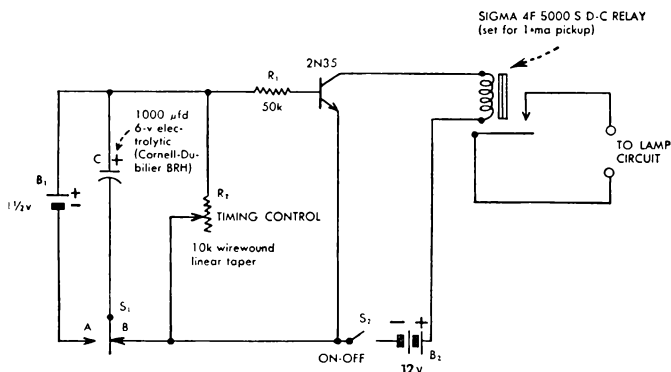 SIGMA 4F 5000 S D-C RELAY
(set for 1•ma pickup)
2N35
R₁
50k
1000 μfd
6-v elec-
trolytic
(Cornell-Du-
bilier BRH)
C
+
B₁
+
−
1½v
R₂
TIMING CONTROL
10k wirewound
linear taper
TO LAMP
CIRCUIT
S₁
A
B
S₂
ON-OFF
− +
B₂
12v